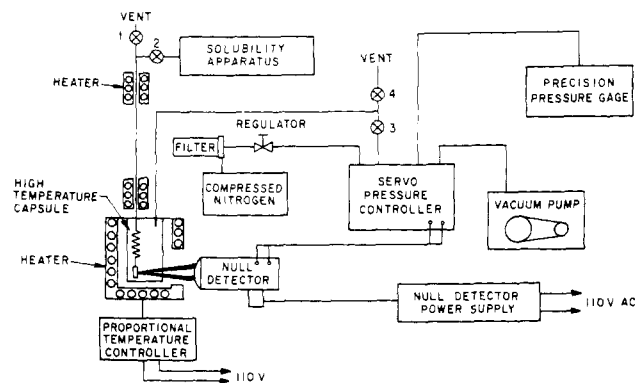 VENT
1
2
SOLUBILITY
APPARATUS
HEATER
VENT
4
3
PRECISION
PRESSURE GAGE
REGULATOR
FILTER
COMPRESSED
NITROGEN
SERVO
PRESSURE
CONTROLLER
VACUUM PUMP
HIGH
TEMPERATURE
CAPSULE
HEATER
NULL
DETECTOR
NULL DETECTOR
POWER SUPPLY
110V AC
PROPORTIONAL
TEMPERATURE
CONTROLLER
110V